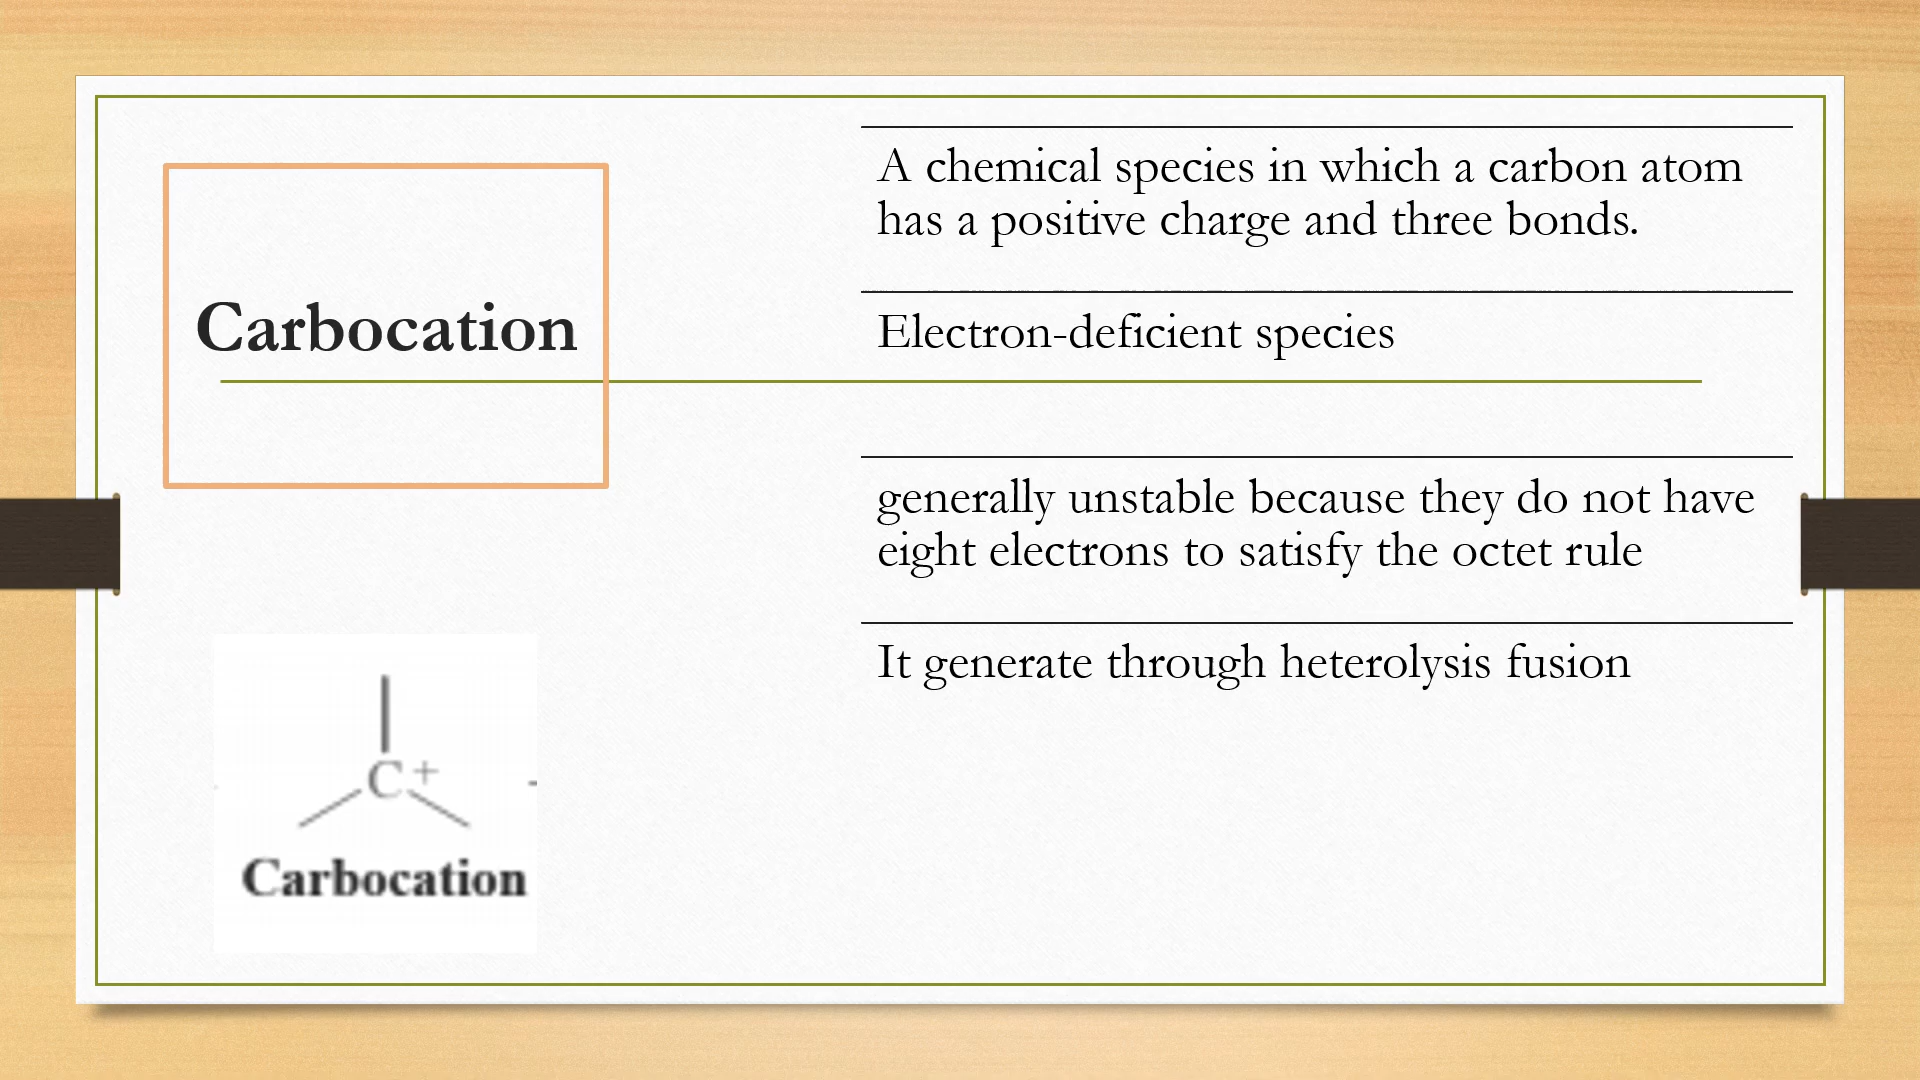 Carbocation
A chemical species in which a carbon atom
has a positive charge and three bonds.
Electron-deficient species
generally unstable because they do not have
eight electrons to satisfy the octet rule
It generate through heterolysis fusion
C+
Carbocation